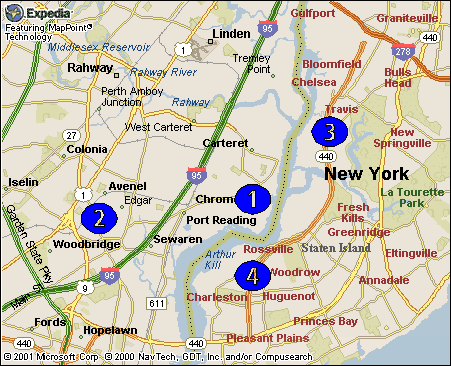 Expedia
Featuring MapPoint®
Technology
Gulfport
Graniteville
440
Middlesex Reservoir
1
Linden
95
278
Tremley
Point
Bloomfield
Rahway
Rahway River
Chelsea
Bulls
Head
Perth Amboy
Junction
Rahway
Travis
West Carteret
3
New
Springville
27
Carteret
440
Colonia
New York
Iselin
95
1
Avenel
Edgar
Chrom
1
La Tourette
Park
2
Port Reading
Fresh
Kills
Greenridge
Garden State Pky
Woodbridge
Sewaren
Rossville
Staten Island
Arthur
Kill
Eltingville
95
4
Woodrow
Main St
9
611
Charleston
Huguenot
Annadale
Fords
Hopelawn
Princes Bay
440
Pleasant Plains
© 2001 Microsoft Corp © 2000 NavTech, GDT, Inc. and/or Compusearch